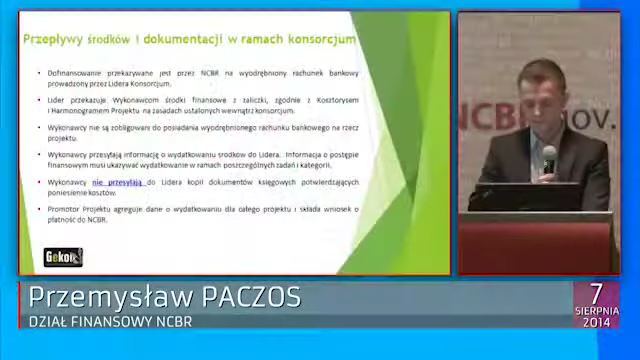 Przepływy środków i dokumentacji w ramach konsorcjum
Dofinansowanie przekazywane jest przez NCBR na wyodrębniony rachunek bankowy
prowadzony przez Lidera Konsorcjum.
Lider przekazuje Wykonawcom środki finansowe z zaliczki, zgodnie z Kosztorysem
i Harmonogramem Projektu na zasadach ustalonych wewnątrz konsorcjum.
Wykonawcy nie są zobligowani do posiadania wyodrębnionego rachunku bankowego na rzecz
projektu.
Wykonawcy przesyłają informację o wydatkowaniu środków do Lidera. Informacja o postępie
finansowym musi ukazywać wydatkowanie w ramach poszczególnych zadań i kategorii.
Wykonawcy nie przesyłają do Lidera kopii dokumentów księgowych potwierdzających
poniesienie kosztów.
Promotor Projektu agreguje dane o wydatkowaniu dla całego projektu i składa wniosek o
płatność do NCBR.
Gekon
NCBR
gov.
Przemysław PACZOS
DZIAŁ FINANSOWY NCBR
7
SIERPNIA
2014